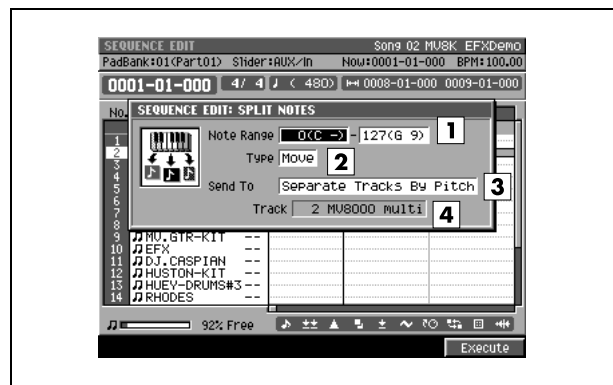 SEQUENCE EDIT Song 02 MV8K EFXDemo
PadBank:01(Part01) Slider:AUX/In Now:0001-01-000 BPM:100.00
0001-01-000 4/ 4 ♩ ( 480) 0008-01-000 0009-01-000
No.
SEQUENCE EDIT: SPLIT NOTES
Note Range 0(C -) - 127(G 9) 1
Type Move 2
Send To Separate Tracks By Pitch 3
Track 2 MV8000 multi 4
1
2
3
4
5
6
7
8
9 MV.GTR-KIT --
10 EFX --
11 DJ.CASPIAN --
12 HUSTON-KIT --
13 HUEY-DRUMS#3 --
14 RHODES --
92% Free
Execute